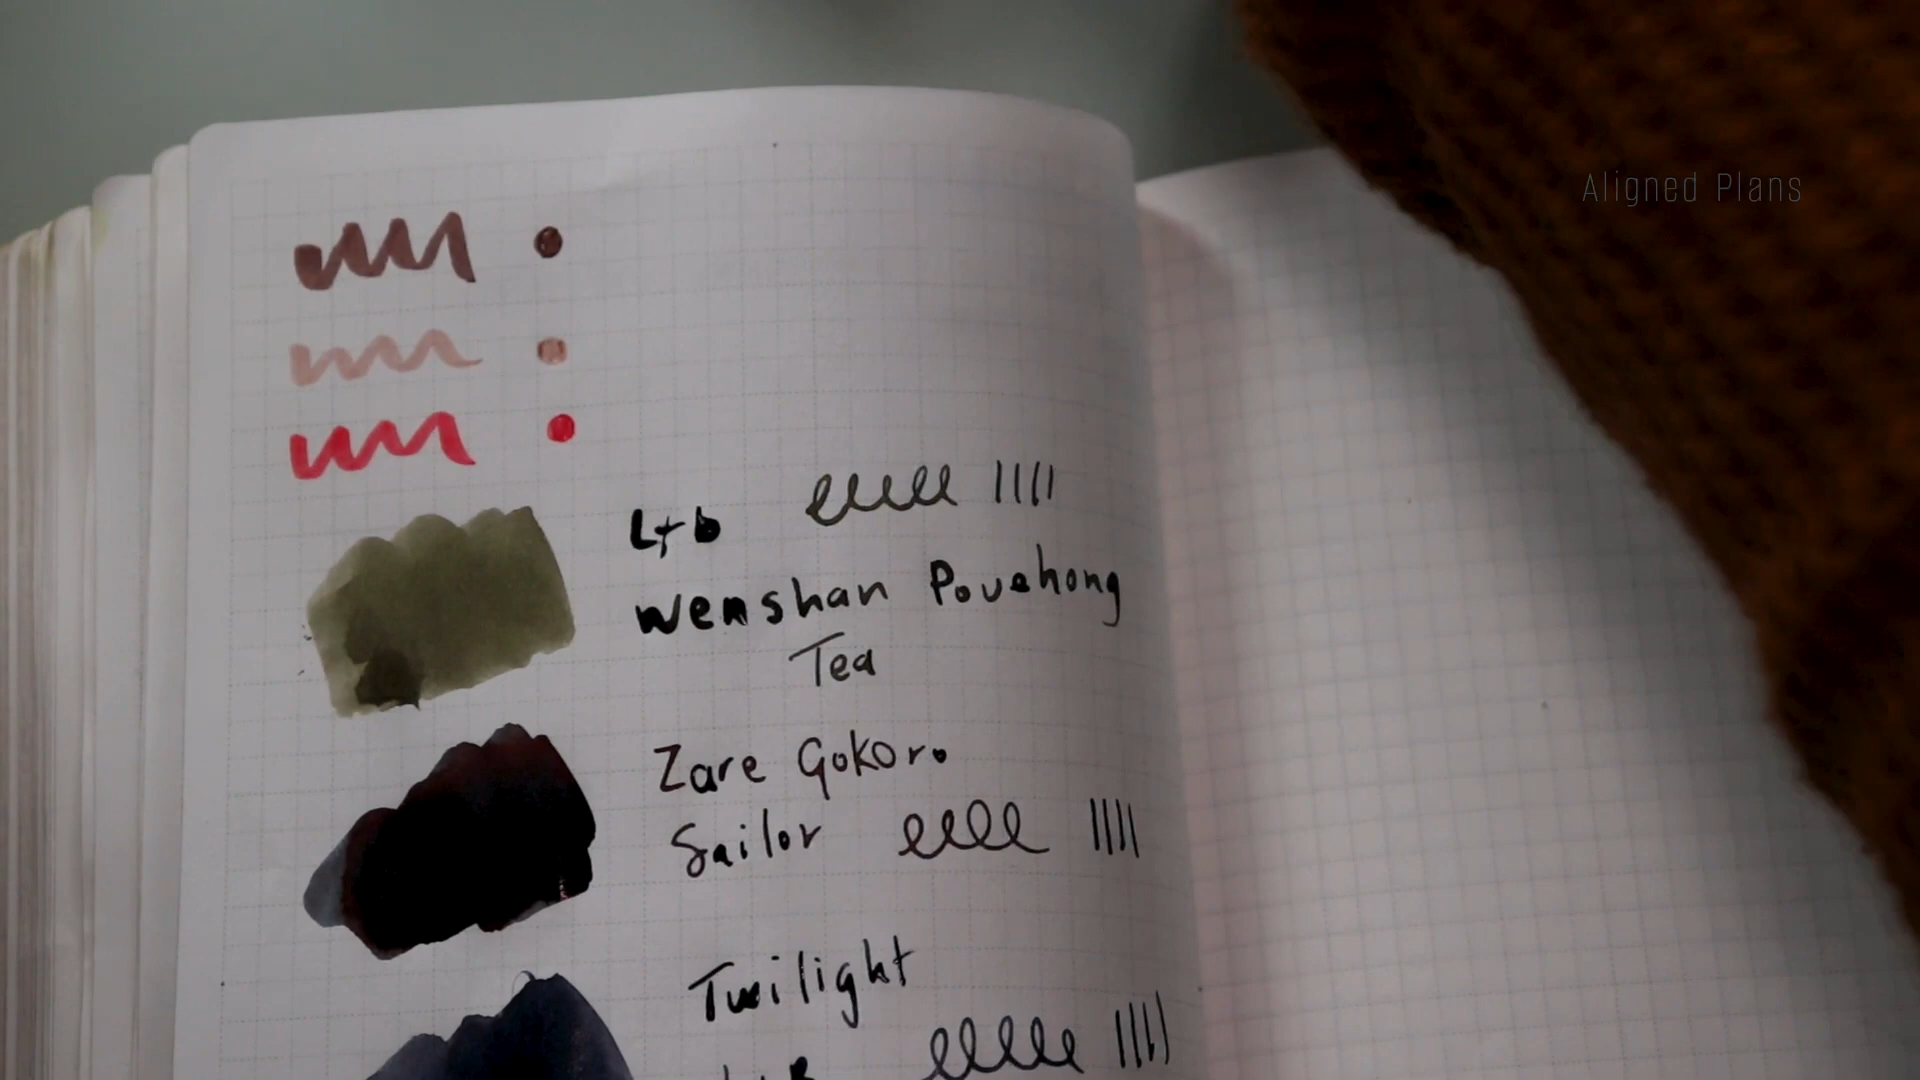 Aligned Plans
L+b
Wenshan Pouchong
Tea
Zare Gokoro
Sailor
Twilight